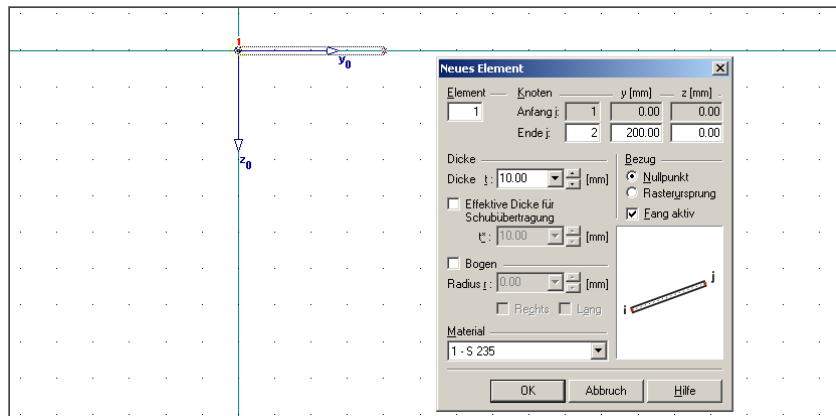 1
y0
z0
Neues Element
Element Knoten y [mm] z [mm]
1 Anfang j: 1 0.00 0.00
Ende j: 2 200.00 0.00
Dicke Bezug
Dicke t: 10.00 [mm] Nullpunkt
Rasterursprung
Effektive Dicke für
Schubübertragung
Fang aktiv
t*: 10.00 [mm]
Bogen
Radius r: 0.00 [mm]
Rechts Lang
i j
Material
1 - S 235
OK Abbruch Hilfe